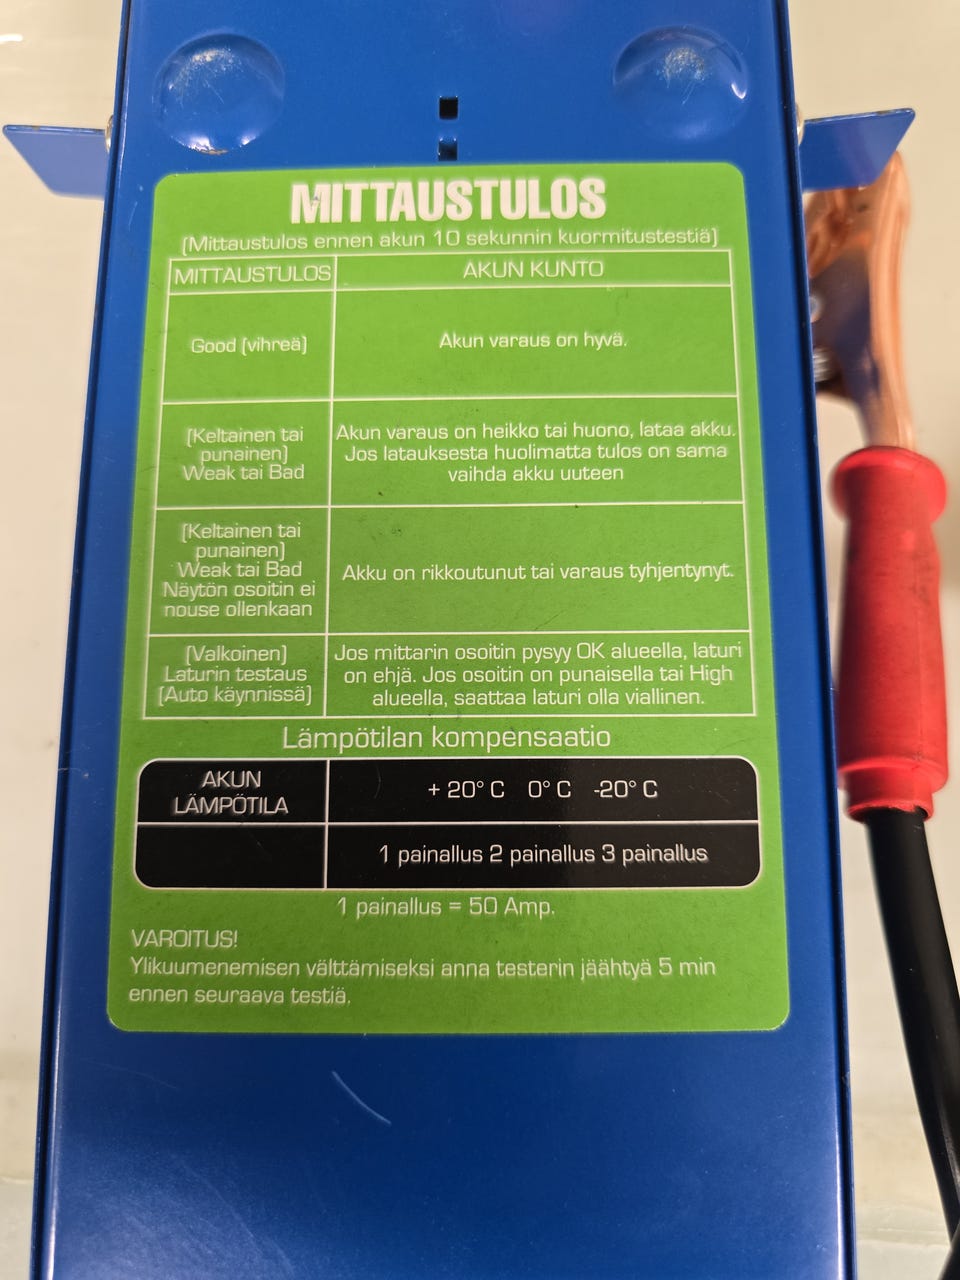 MITTAUSTULOS
(Mittaustulos ennen akun 10 sekunnin kuormitustestiä)
MITTAUSTULOS
AKUN KUNTO
Good (vihreä)
Akun varaus on hyvä.
(Keltainen tai
punainen)
Weak tai Bad
Akun varaus on heikko tai huono, lataa akku.
Jos latauksesta huolimatta tulos on sama
vaihda akku uuteen
(Keltainen tai
punainen)
Weak tai Bad
Näytön osoitin ei
nouse ollenkaan
Akku on rikkoutunut tai varaus tyhjentynyt.
(Valkoinen)
Laturin testaus
(Auto käynnissä)
Jos mittarin osoitin pysyy OK alueella, laturi
on ehjä. Jos osoitin on punaisella tai High
alueella, saattaa laturi olla viallinen.
Lämpötilan kompensaatio
AKUN
LÄMPÖTILA
+ 20° C 0° C -20° C
1 painallus 2 painallus 3 painallus
1 painallus = 50 Amp.
VAROITUS!
Ylikuumenemisen välttämiseksi anna testerin jäähtyä 5 min
ennen seuraava testiä.